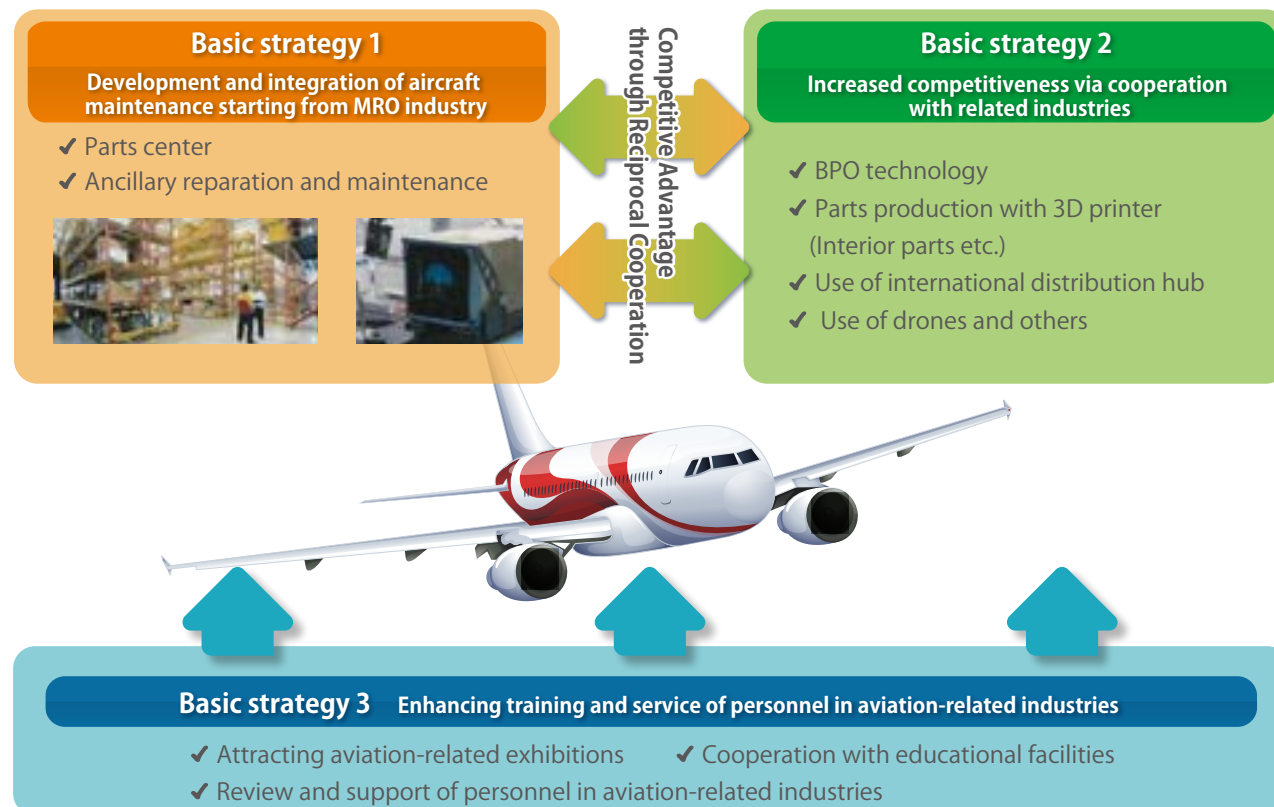 Basic strategy 1
Development and integration of aircraft
maintenance starting from MRO industry
✔ Parts center
✔ Ancillary reparation and maintenance
Competitive Advantage
through Reciprocal Cooperation
Basic strategy 2
Increased competitiveness via cooperation
with related industries
✔ BPO technology
✔ Parts production with 3D printer
(Interior parts etc.)
✔ Use of international distribution hub
✔ Use of drones and others
Basic strategy 3 Enhancing training and service of personnel in aviation-related industries
✔ Attracting aviation-related exhibitions ✔ Cooperation with educational facilities
✔ Review and support of personnel in aviation-related industries